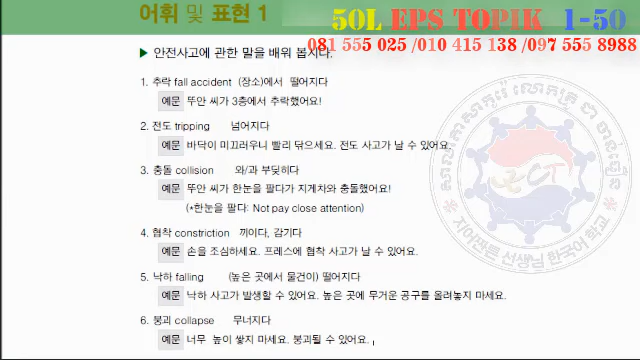 어휘 및 표현 1
50L EPS TOPIK 1-50
081 555 025 /010 415 138 /097 555 8988
▶ 안전사고에 관한 말을 배워 봅시다.
1. 추락 fall accident (장소)에서 떨어지다
예문 뚜안 씨가 3층에서 추락했어요!
2. 전도 tripping 넘어지다
예문 바닥이 미끄러우니 빨리 닦으세요. 전도 사고가 날 수 있어요.
3. 충돌 collision 와/과 부딪히다
예문 뚜안 씨가 한눈을 팔다가 지게차와 충돌했어요!
(*한눈을 팔다: Not pay close attention)
4. 협착 constriction 끼이다, 감기다
예문 손을 조심하세요. 프레스에 협착 사고가 날 수 있어요.
5. 낙하 falling (높은 곳에서 물건이) 떨어지다
예문 낙하 사고가 발생할 수 있어요. 높은 곳에 무거운 공구를 올려놓지 마세요.
6. 붕괴 collapse 무너지다
예문 너무 높이 쌓지 마세요. 붕괴될 수 있어요.
선생님 한국어 학교